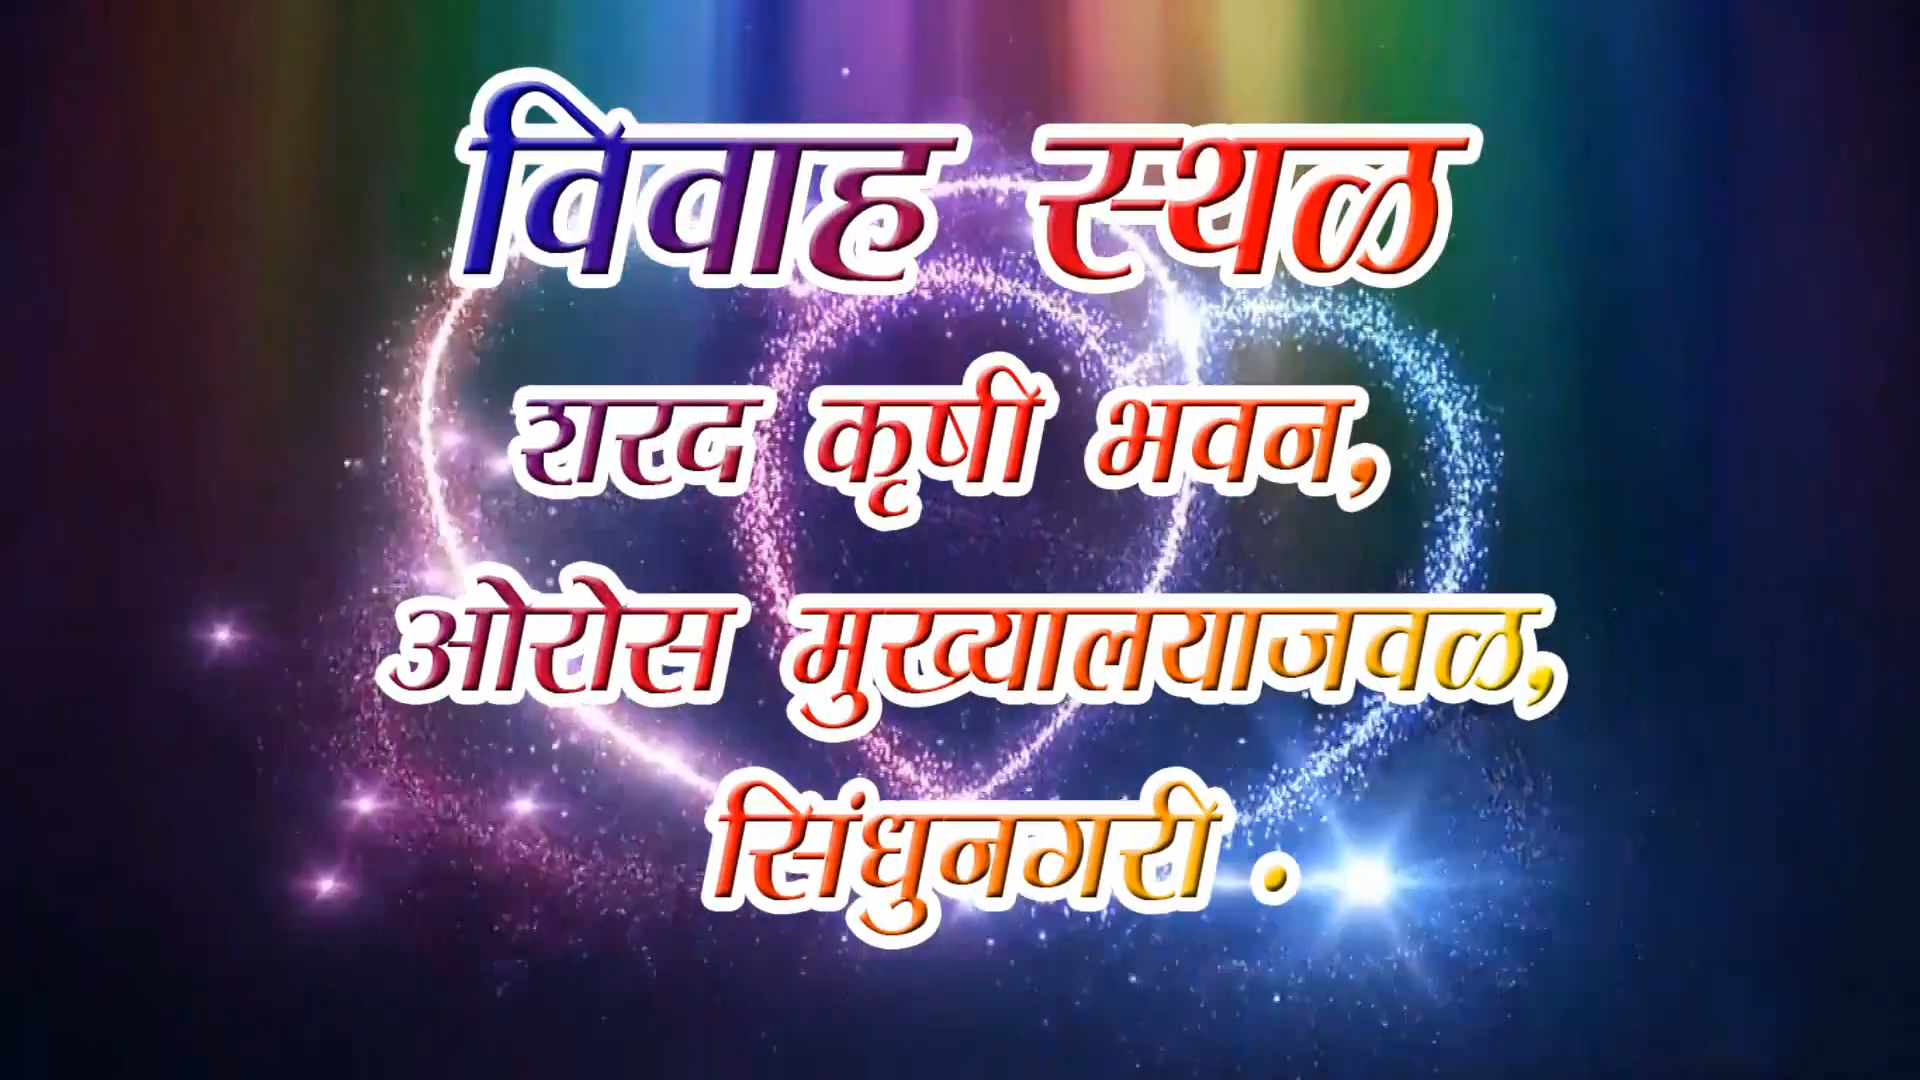 विवाह स्थळ
शरद कृषी भवन,
ओरोस मुख्यालयाजवळ,
सिंधुनगरी .